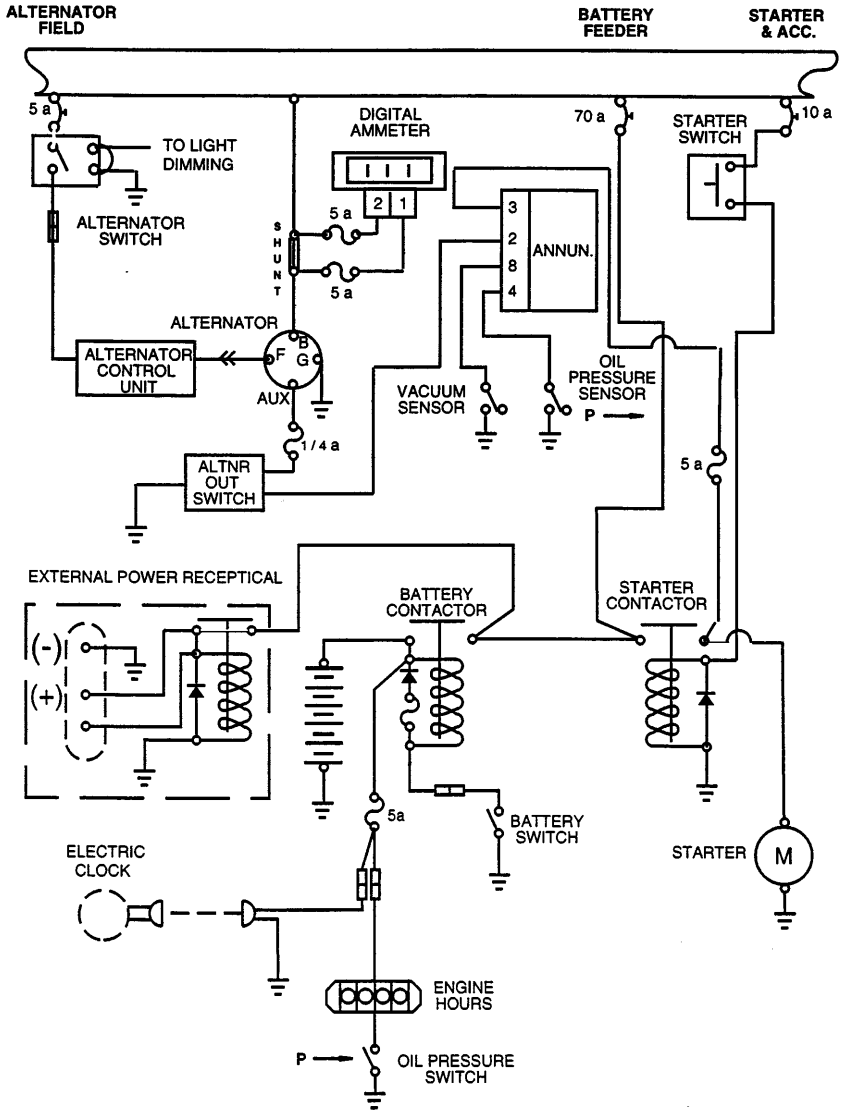 ALTERNATOR
FIELD
BATTERY
FEEDER
STARTER
& ACC.
5 a
70 a
10 a
TO LIGHT
DIMMING
DIGITAL
AMMETER
STARTER
SWITCH
2 1
ALTERNATOR
SWITCH
5 a
5 a
SHUNT
3
2
8
4
ANNUN.
ALTERNATOR
B
F
G
AUX
ALTERNATOR
CONTROL
UNIT
VACUUM
SENSOR
OIL
PRESSURE
SENSOR
P
1 / 4 a
ALTNR
OUT
SWITCH
5 a
EXTERNAL POWER RECEPTICAL
(-)
(+)
BATTERY
CONTACTOR
STARTER
CONTACTOR
5a
BATTERY
SWITCH
STARTER
M
ELECTRIC
CLOCK
ENGINE
HOURS
P
OIL PRESSURE
SWITCH